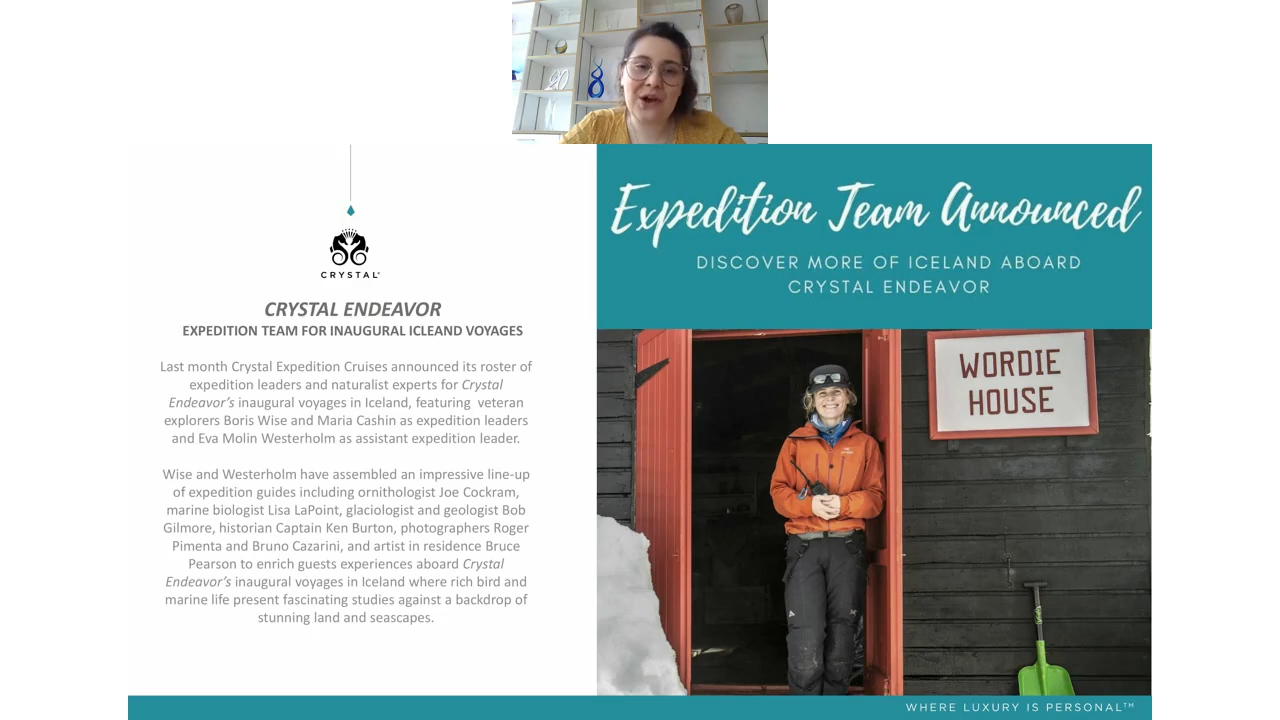 CRYSTAL
CRYSTAL ENDEAVOR
EXPEDITION TEAM FOR INAUGURAL ICLEAND VOYAGES
Last month Crystal Expedition Cruises announced its roster of
expedition leaders and naturalist experts for Crystal
Endeavor’s inaugural voyages in Iceland, featuring veteran
explorers Boris Wise and Maria Cashin as expedition leaders
and Eva Molin Westerholm as assistant expedition leader.
Wise and Westerholm have assembled an impressive line-up
of expedition guides including ornithologist Joe Cockram,
marine biologist Lisa LaPoint, glaciologist and geologist Bob
Gilmore, historian Captain Ken Burton, photographers Roger
Pimenta and Bruno Cazarini, and artist in residence Bruce
Pearson to enrich guests experiences aboard Crystal
Endeavor’s inaugural voyages in Iceland where rich bird and
marine life present fascinating studies against a backdrop of
stunning land and seascapes.
Expedition Team Announced
DISCOVER MORE OF ICELAND ABOARD
CRYSTAL ENDEAVOR
WORDIE
HOUSE
WHERE LUXURY IS PERSONAL™